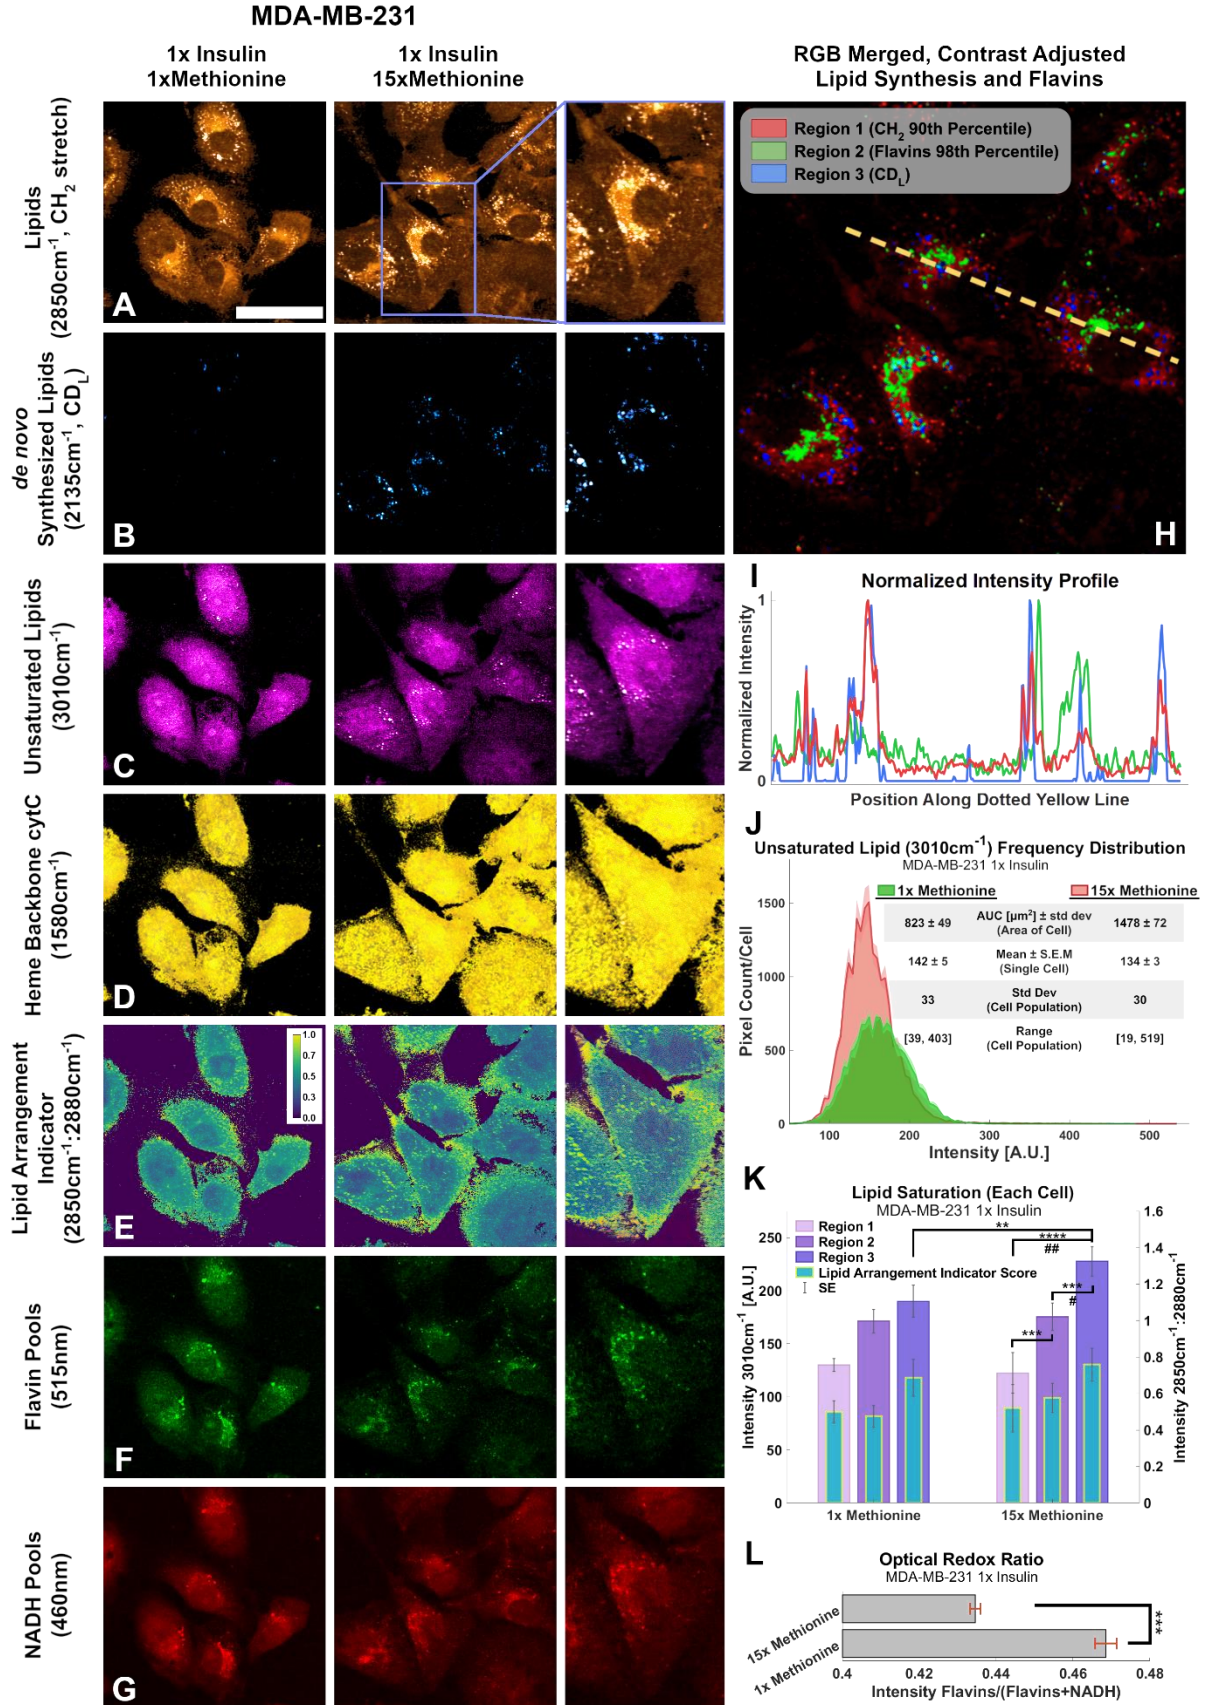 MDA-MB-231
1x Insulin
1xMethionine
1x Insulin
15xMethionine
RGB Merged, Contrast Adjusted
Lipid Synthesis and Flavins
Lipids
(2850cm⁻¹, CH₂ stretch)
A
de novo
Synthesized Lipids
(2135cm⁻¹, CD_L)
B
Unsaturated Lipids
(3010cm⁻¹)
C
Heme Backbone cytC
(1580cm⁻¹)
D
Lipid Arrangement
Indicator
(2850cm⁻¹:2880cm⁻¹)
1.0
0.7
0.5
0.3
0.0
E
Flavin Pools
(515nm)
F
NADH Pools
(460nm)
G
Region 1 (CH₂ 90th Percentile)
Region 2 (Flavins 98th Percentile)
Region 3 (CD_L)
H
I
Normalized Intensity Profile
Normalized Intensity
1
0
Position Along Dotted Yellow Line
J
Unsaturated Lipid (3010cm⁻¹) Frequency Distribution
MDA-MB-231 1x Insulin
1x Methionine 15x Methionine
823 ± 49 AUC [µm²] ± std dev (Area of Cell) 1478 ± 72
142 ± 5 Mean ± S.E.M (Single Cell) 134 ± 3
33 Std Dev (Cell Population) 30
[39, 403] Range (Cell Population) [19, 519]
Pixel Count/Cell
1500
1000
500
0
100 200 300 400 500
Intensity [A.U.]
K
Lipid Saturation (Each Cell)
MDA-MB-231 1x Insulin
Region 1
Region 2
Region 3
Lipid Arrangement Indicator Score
SE
**
****
##
***
#
***
Intensity 3010cm⁻¹ [A.U.]
250
200
150
100
50
0
1.6
1.4
1.2
1
0.8
0.6
0.4
0.2
0
Intensity 2850cm⁻¹:2880cm⁻¹
1x Methionine 15x Methionine
L
Optical Redox Ratio
MDA-MB-231 1x Insulin
15x Methionine
1x Methionine
***
0.4 0.42 0.44 0.46 0.48
Intensity Flavins/(Flavins+NADH)